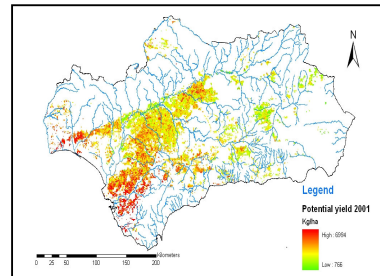 N
Legend
Potential yield 2001
Kg/ha
High : 6994
Low : 766
Kilometers
0 25 50 100 150 200